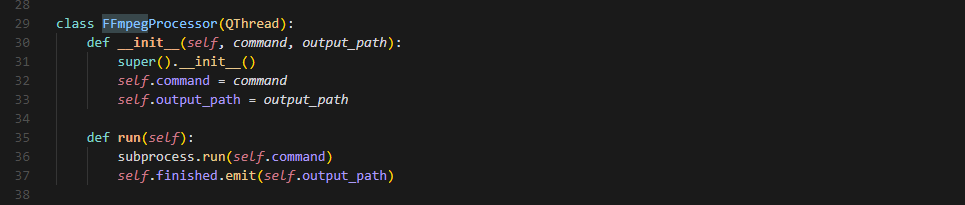 28
29 class FFmpegProcessor(QThread):
30     def __init__(self, command, output_path):
31         super().__init__()
32         self.command = command
33         self.output_path = output_path
34
35     def run(self):
36         subprocess.run(self.command)
37         self.finished.emit(self.output_path)
38